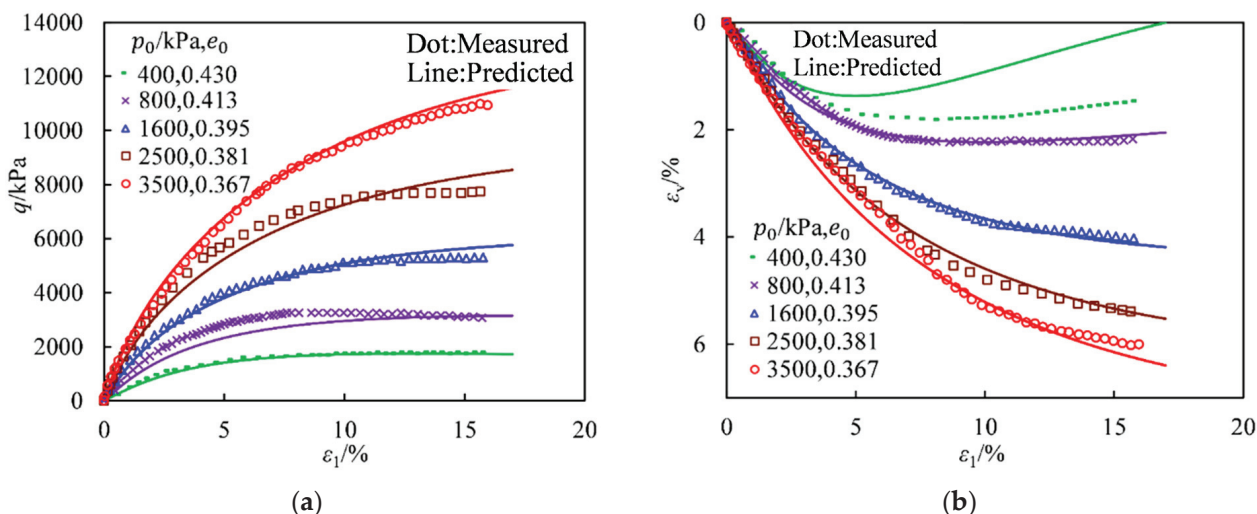 14000
12000
10000
8000
6000
4000
2000
0
q/kPa
p₀/kPa,e₀
400,0.430
800,0.413
1600,0.395
2500,0.381
3500,0.367
Dot:Measured
Line:Predicted
0 5 10 15 20
ε₁/%
(a)
0
2
4
6
εᵥ/%
Dot:Measured
Line:Predicted
p₀/kPa,e₀
400,0.430
800,0.413
1600,0.395
2500,0.381
3500,0.367
0 5 10 15 20
ε₁/%
(b)